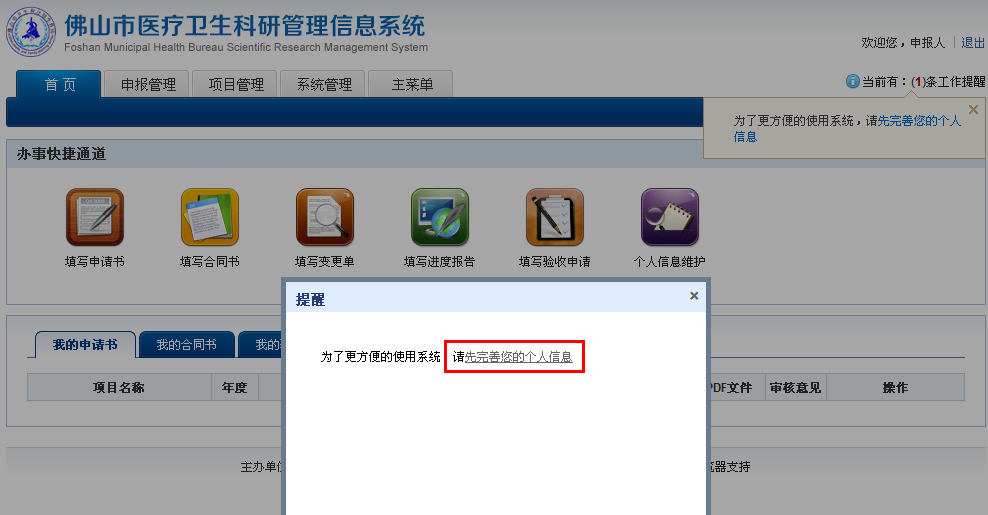 佛山市医疗卫生科研管理信息系统
Foshan Municipal Health Bureau Scientific Research Management System
欢迎您，申报人 | 退出
首页 申报管理 项目管理 系统管理 主菜单
当前有：(1)条工作提醒
为了更方便的使用系统，请先完善您的个人
信息
办事快捷通道
填写申请书 填写合同书 填写变更单 填写进度报告 填写验收申请 个人信息维护
提醒
为了更方便的使用系统 请先完善您的个人信息
我的申请书 我的合同书 我的
项目名称 年度 PDF文件 审核意见 操作
主办单位 览器支持